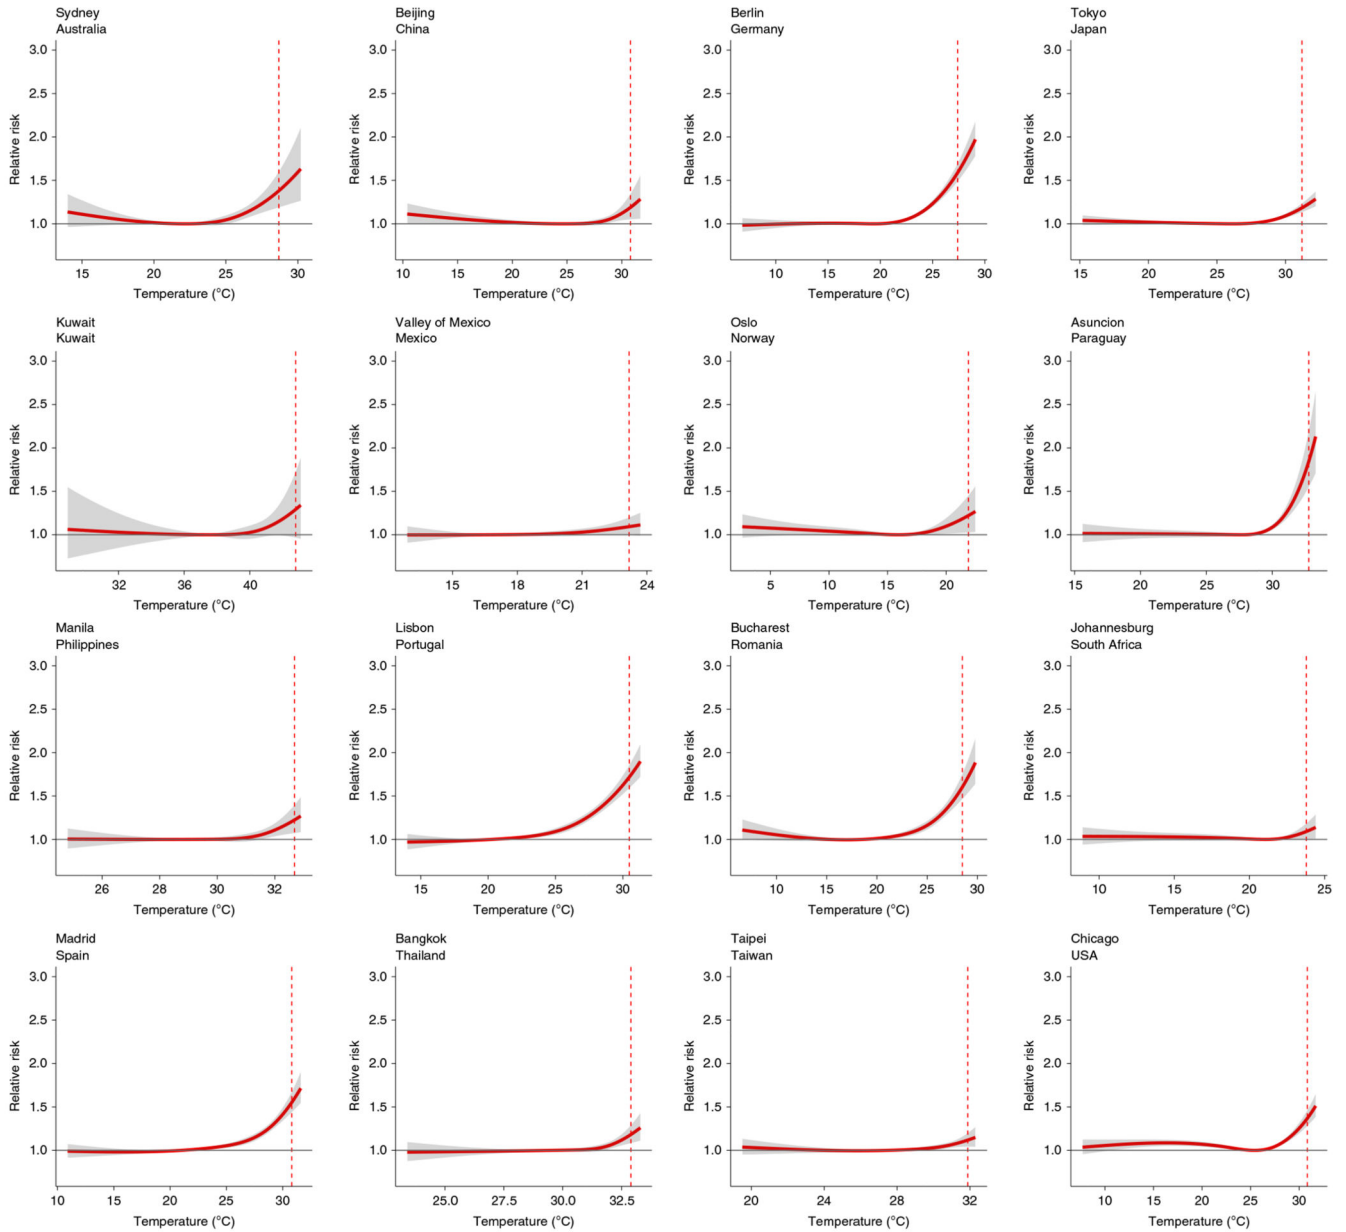 Sydney
Australia
3.0
2.5
2.0
1.5
1.0
Relative risk
15 20 25 30
Temperature (°C)
Beijing
China
3.0
2.5
2.0
1.5
1.0
Relative risk
10 15 20 25 30
Temperature (°C)
Berlin
Germany
3.0
2.5
2.0
1.5
1.0
Relative risk
10 15 20 25 30
Temperature (°C)
Tokyo
Japan
3.0
2.5
2.0
1.5
1.0
Relative risk
15 20 25 30
Temperature (°C)
Kuwait
Kuwait
3.0
2.5
2.0
1.5
1.0
Relative risk
32 36 40
Temperature (°C)
Valley of Mexico
Mexico
3.0
2.5
2.0
1.5
1.0
Relative risk
15 18 21 24
Temperature (°C)
Oslo
Norway
3.0
2.5
2.0
1.5
1.0
Relative risk
5 10 15 20
Temperature (°C)
Asuncion
Paraguay
3.0
2.5
2.0
1.5
1.0
Relative risk
15 20 25 30
Temperature (°C)
Manila
Philippines
3.0
2.5
2.0
1.5
1.0
Relative risk
26 28 30 32
Temperature (°C)
Lisbon
Portugal
3.0
2.5
2.0
1.5
1.0
Relative risk
15 20 25 30
Temperature (°C)
Bucharest
Romania
3.0
2.5
2.0
1.5
1.0
Relative risk
10 15 20 25 30
Temperature (°C)
Johannesburg
South Africa
3.0
2.5
2.0
1.5
1.0
Relative risk
10 15 20 25
Temperature (°C)
Madrid
Spain
3.0
2.5
2.0
1.5
1.0
Relative risk
10 15 20 25 30
Temperature (°C)
Bangkok
Thailand
3.0
2.5
2.0
1.5
1.0
Relative risk
25.0 27.5 30.0 32.5
Temperature (°C)
Taipei
Taiwan
3.0
2.5
2.0
1.5
1.0
Relative risk
20 24 28 32
Temperature (°C)
Chicago
USA
3.0
2.5
2.0
1.5
1.0
Relative risk
10 15 20 25 30
Temperature (°C)